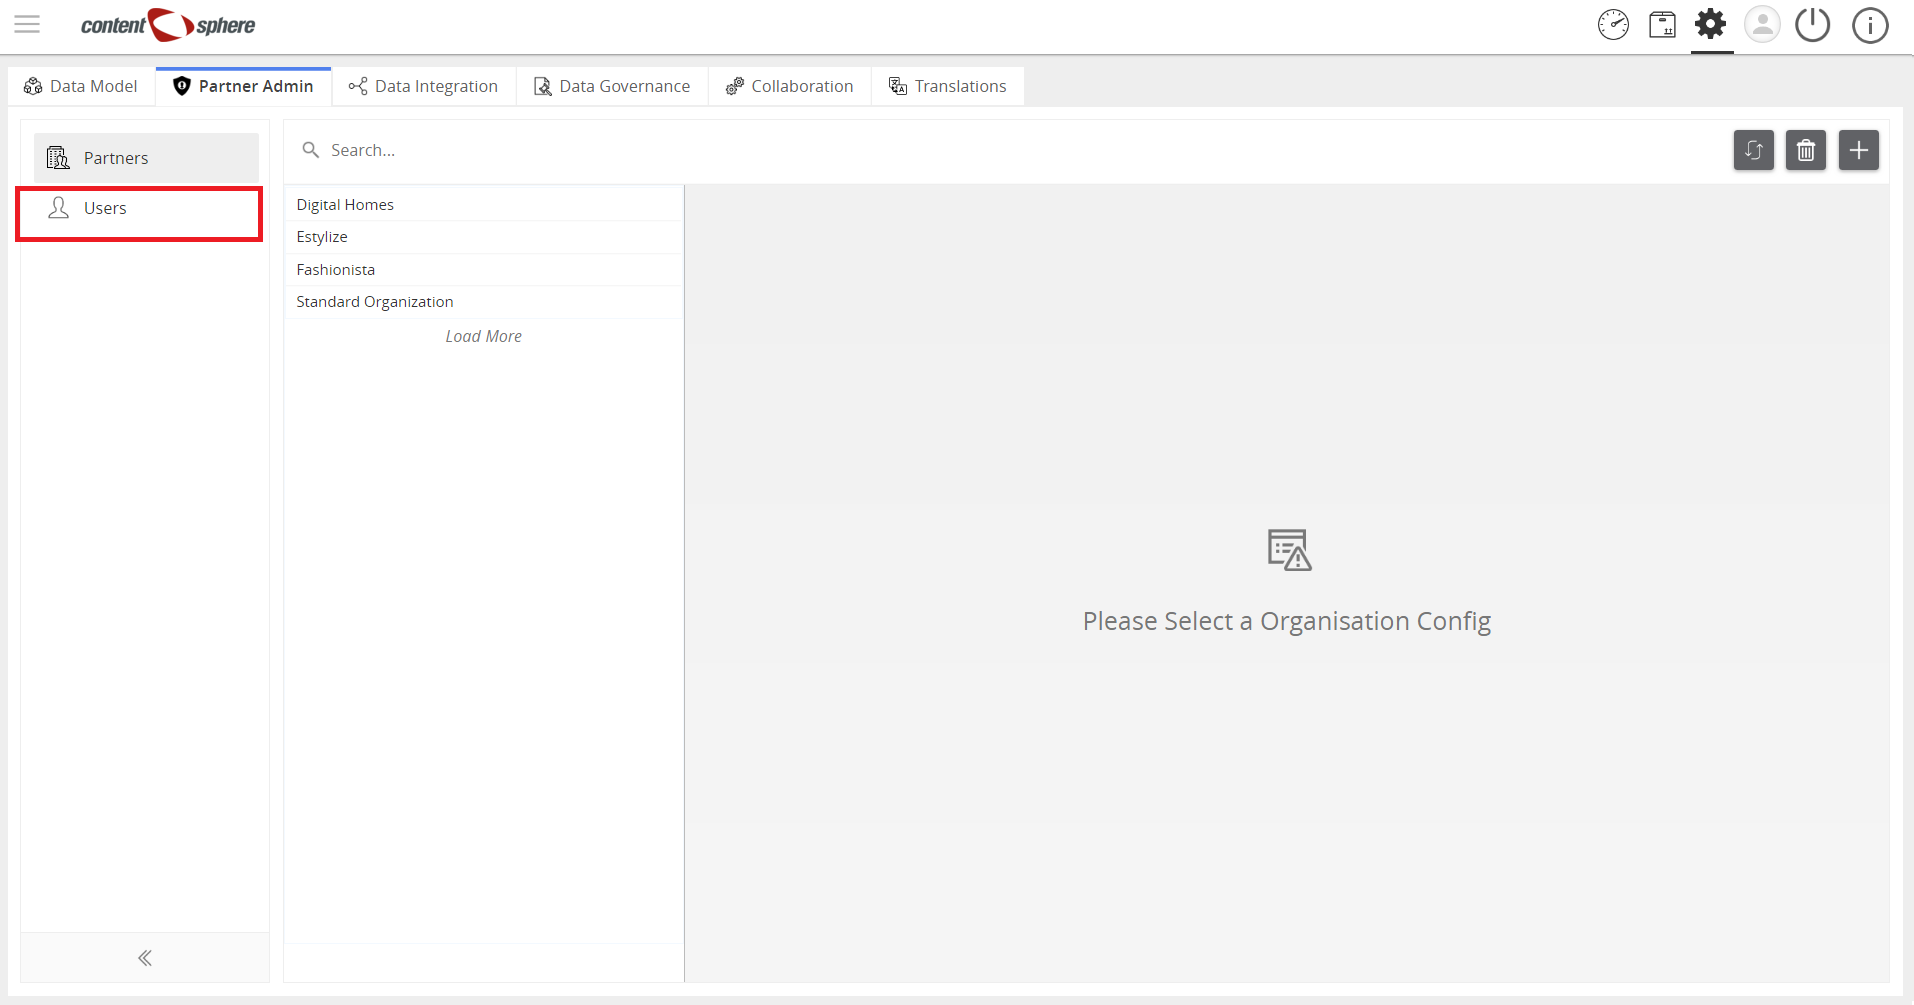 content sphere
Data Model
Partner Admin
Data Integration
Data Governance
Collaboration
Translations
Partners
Users
Search...
Digital Homes
Estylize
Fashionista
Standard Organization
Load More
Please Select a Organisation Config